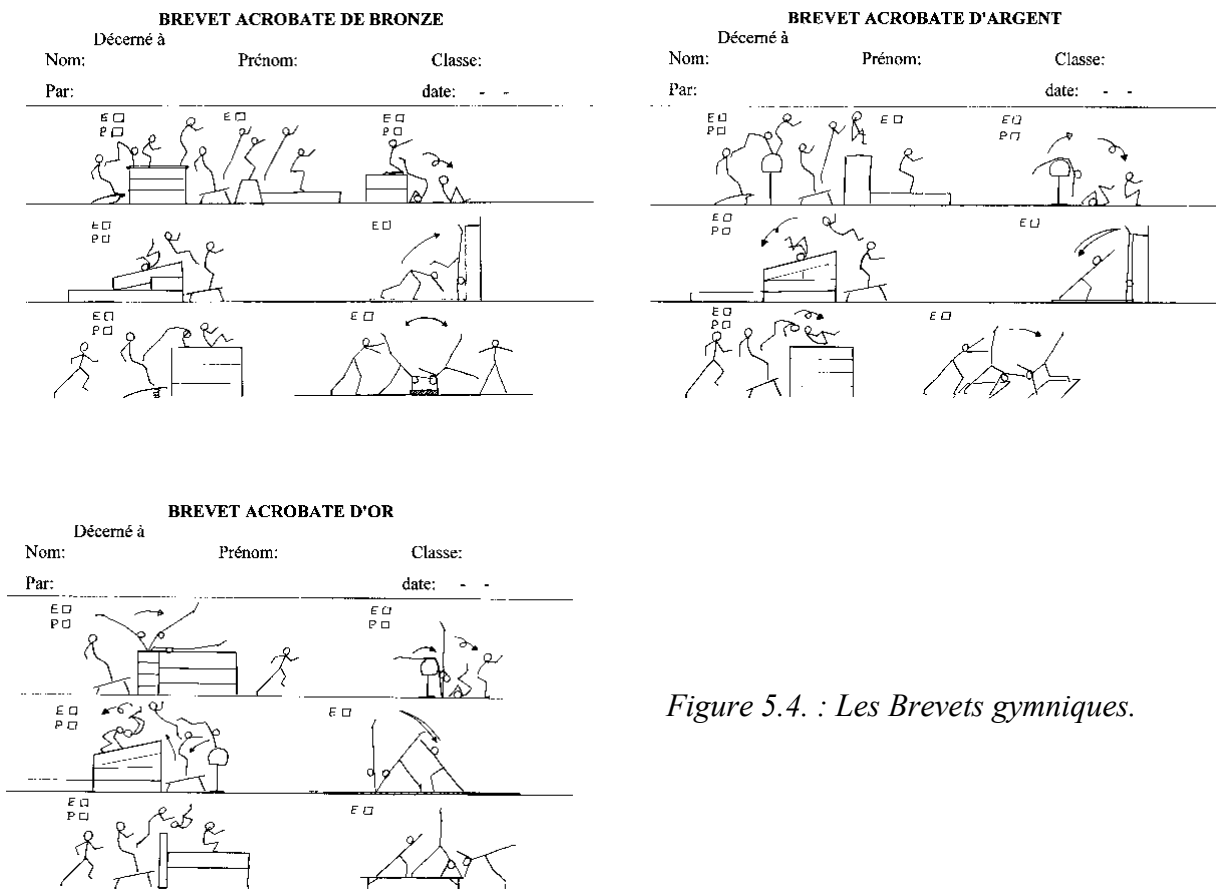 BREVET ACROBATE DE BRONZE
Décerné à
Nom: Prénom: Classe:
Par: date: - -
E □ E □ E □
P □ P □
E □ E □
P □
E □ E □
P □
BREVET ACROBATE D'ARGENT
Décerné à
Nom: Prénom: Classe:
Par: date: - -
E □ E □ E □
P □ P □
E □ E □
P □
E □ E □
P □
BREVET ACROBATE D'OR
Décerné à
Nom: Prénom: Classe:
Par: date: - -
E □ E □
P □ P □
E □ E □
P □
E □ E □
P □
Figure 5.4. : Les Brevets gymniques.